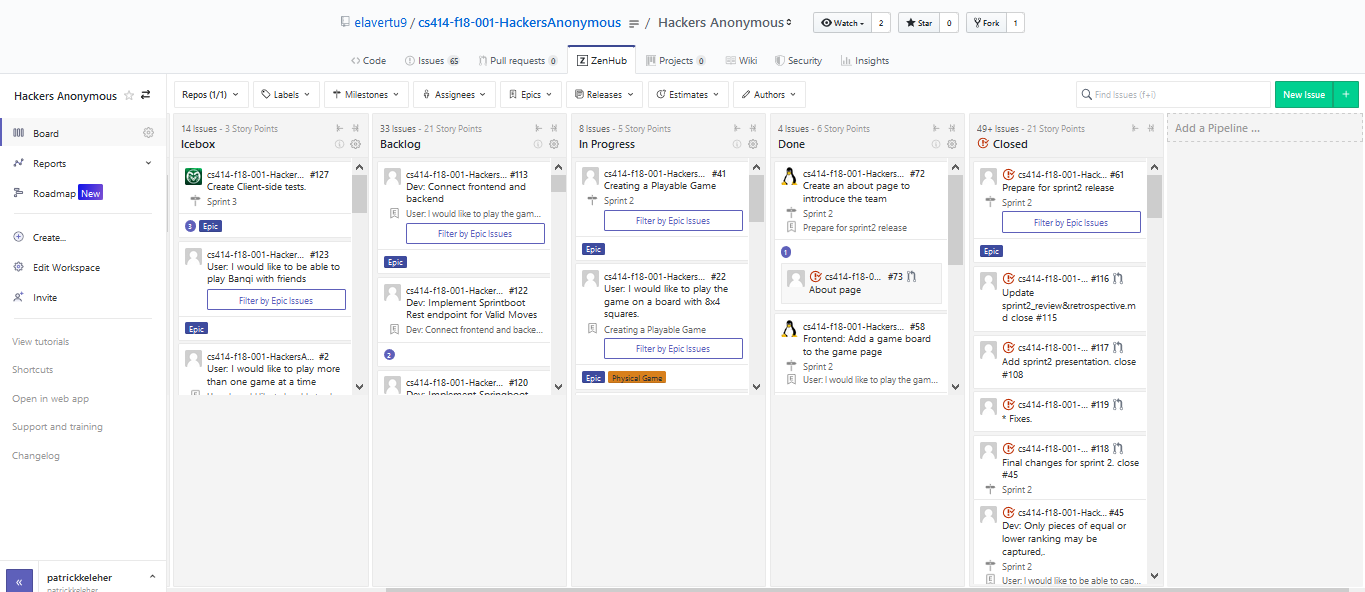 elavertu9 / cs414-f18-001-HackersAnonymous / Hackers Anonymous
Watch 2 Star 0 Fork 1
Code Issues 65 Pull requests 0 ZenHub Projects 0 Wiki Security Insights
Hackers Anonymous
Board
Reports
Roadmap New
Create...
Edit Workspace
Invite
View tutorials
Shortcuts
Open in web app
Support and training
Changelog
patrickkeleher
patrickkeleher
Repos (1/1) Labels Milestones Assignees Epics Releases Estimates Authors
Find Issues (f+i)
New Issue +
14 Issues - 3 Story Points
Icebox
cs414-f18-001-Hacker... #127
Create Client-side tests.
Sprint 3
3 Epic
cs414-f18-001-Hackers... #123
User: I would like to be able to
play Banqi with friends
Filter by Epic Issues
Epic
cs414-f18-001-HackersA... #2
User: I would like to play more
than one game at a time
33 Issues - 21 Story Points
Backlog
cs414-f18-001-Hacker... #113
Dev: Connect frontend and
backend
User: I would like to play the gam...
Filter by Epic Issues
Epic
cs414-f18-001-Hackers... #122
Dev: Implement Sprintboot
Rest endpoint for Valid Moves
Dev: Connect frontend and backe...
2
cs414-f18-001-Hacker... #120
Dev: Implement Springboot
8 Issues - 5 Story Points
In Progress
cs414-f18-001-Hackers... #41
Creating a Playable Game
Sprint 2
Filter by Epic Issues
Epic
cs414-f18-001-Hackers... #22
User: I would like to play the
game on a board with 8x4
squares.
Creating a Playable Game
Filter by Epic Issues
Epic Physical Game
4 Issues - 6 Story Points
Done
cs414-f18-001-Hackers... #72
Create an about page to
introduce the team
Sprint 2
Prepare for sprint2 release
1
cs414-f18-0... #73
About page
cs414-f18-001-Hackers... #58
Frontend: Add a game board
to the game page
Sprint 2
User: I would like to play the gam...
49+ Issues - 21 Story Points
Closed
cs414-f18-001-Hacker... #61
Prepare for sprint2 release
Sprint 2
Filter by Epic Issues
Epic
cs414-f18-001-... #116
Update
sprint2_review&retrospective.m
d close #115
cs414-f18-001-... #117
Add sprint2 presentation. close
#108
cs414-f18-001-... #119
* Fixes.
cs414-f18-001-... #118
Final changes for sprint 2. close
#45
Sprint 2
cs414-f18-001-Hack... #45
Dev: Only pieces of equal or
lower ranking may be
captured,.
Sprint 2
User: I would like to be able to cap...
Add a Pipeline ...